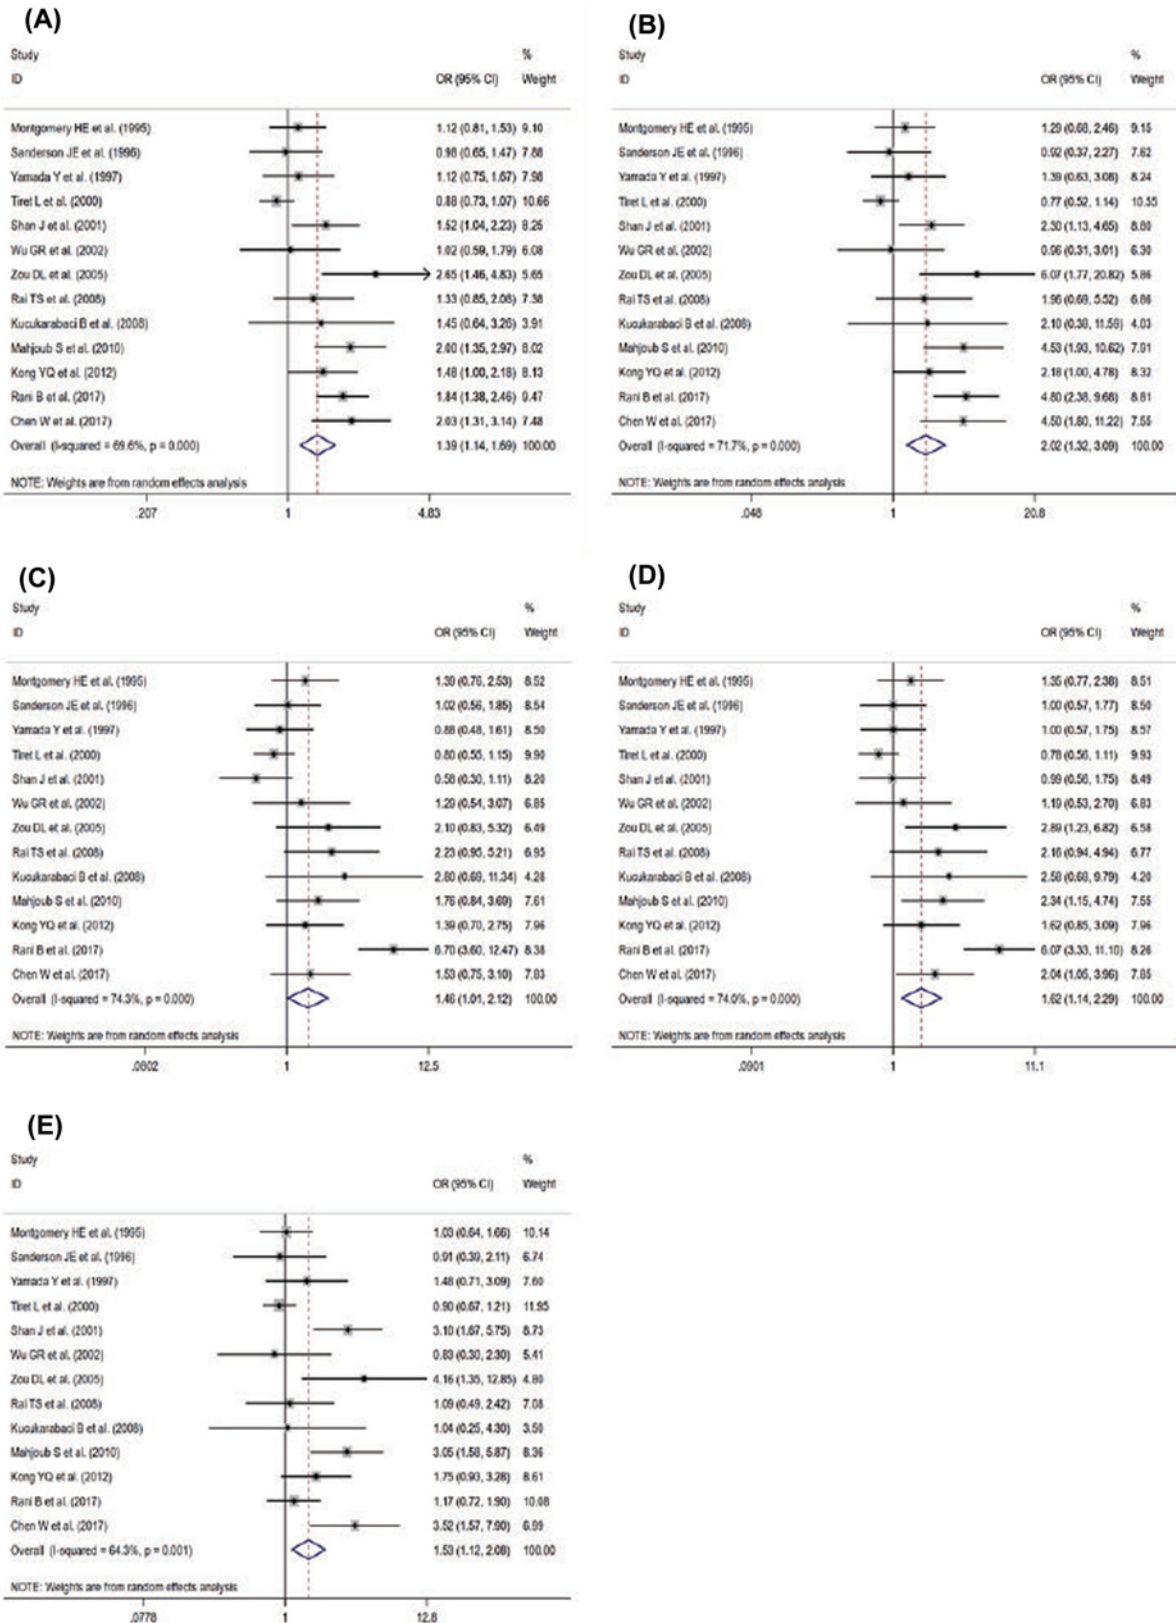 (A)
Study %
ID OR (95% CI) Weight
Montgomery HE et al. (1995) 1.12 (0.81, 1.53) 9.10
Sanderson JE et al. (1996) 0.98 (0.65, 1.47) 7.88
Yamada Y et al. (1997) 1.12 (0.75, 1.67) 7.98
Tiret L et al. (2000) 0.88 (0.73, 1.07) 10.66
Shan J et al. (2001) 1.52 (1.04, 2.23) 8.25
Wu GR et al. (2002) 1.02 (0.59, 1.79) 6.08
Zou DL et al. (2005) 2.65 (1.46, 4.83) 5.65
Rai TS et al. (2008) 1.33 (0.85, 2.08) 7.38
Kucukarabaci B et al. (2008) 1.45 (0.64, 3.26) 3.91
Mahjoub S et al. (2010) 2.00 (1.35, 2.97) 8.02
Kong YQ et al. (2012) 1.48 (1.00, 2.18) 8.13
Rani B et al. (2017) 1.84 (1.38, 2.46) 9.47
Chen W et al. (2017) 2.03 (1.31, 3.14) 7.48
Overall (I-squared = 69.6%, p = 0.000) 1.39 (1.14, 1.69) 100.00
NOTE: Weights are from random effects analysis
.207 1 4.83
(B)
Study %
ID OR (95% CI) Weight
Montgomery HE et al. (1995) 1.29 (0.68, 2.46) 9.15
Sanderson JE et al. (1996) 0.92 (0.37, 2.27) 7.62
Yamada Y et al. (1997) 1.39 (0.63, 3.08) 8.24
Tiret L et al. (2000) 0.77 (0.52, 1.14) 10.55
Shan J et al. (2001) 2.30 (1.13, 4.65) 8.80
Wu GR et al. (2002) 0.96 (0.31, 3.01) 6.30
Zou DL et al. (2005) 6.07 (1.77, 20.82) 5.86
Rai TS et al. (2008) 1.96 (0.69, 5.52) 6.86
Kucukarabaci B et al. (2008) 2.10 (0.38, 11.58) 4.03
Mahjoub S et al. (2010) 4.53 (1.93, 10.62) 7.91
Kong YQ et al. (2012) 2.18 (1.00, 4.78) 8.32
Rani B et al. (2017) 4.80 (2.38, 9.68) 8.81
Chen W et al. (2017) 4.50 (1.80, 11.22) 7.55
Overall (I-squared = 71.7%, p = 0.000) 2.02 (1.32, 3.09) 100.00
NOTE: Weights are from random effects analysis
.048 1 20.8
(C)
Study %
ID OR (95% CI) Weight
Montgomery HE et al. (1995) 1.39 (0.76, 2.53) 8.52
Sanderson JE et al. (1996) 1.02 (0.56, 1.85) 8.54
Yamada Y et al. (1997) 0.88 (0.48, 1.61) 8.50
Tiret L et al. (2000) 0.80 (0.55, 1.15) 9.90
Shan J et al. (2001) 0.58 (0.30, 1.11) 8.20
Wu GR et al. (2002) 1.29 (0.54, 3.07) 6.85
Zou DL et al. (2005) 2.10 (0.83, 5.32) 6.49
Rai TS et al. (2008) 2.23 (0.95, 5.21) 6.95
Kucukarabaci B et al. (2008) 2.80 (0.69, 11.34) 4.28
Mahjoub S et al. (2010) 1.76 (0.84, 3.69) 7.61
Kong YQ et al. (2012) 1.39 (0.70, 2.75) 7.96
Rani B et al. (2017) 6.70 (3.60, 12.47) 8.38
Chen W et al. (2017) 1.53 (0.75, 3.10) 7.83
Overall (I-squared = 74.3%, p = 0.000) 1.46 (1.01, 2.12) 100.00
NOTE: Weights are from random effects analysis
.0802 1 12.5
(D)
Study %
ID OR (95% CI) Weight
Montgomery HE et al. (1995) 1.35 (0.77, 2.38) 8.51
Sanderson JE et al. (1996) 1.00 (0.57, 1.77) 8.50
Yamada Y et al. (1997) 1.00 (0.57, 1.75) 8.57
Tiret L et al. (2000) 0.78 (0.56, 1.11) 9.93
Shan J et al. (2001) 0.99 (0.56, 1.75) 8.49
Wu GR et al. (2002) 1.19 (0.53, 2.70) 6.83
Zou DL et al. (2005) 2.89 (1.23, 6.82) 6.58
Rai TS et al. (2008) 2.16 (0.94, 4.94) 6.77
Kucukarabaci B et al. (2008) 2.58 (0.68, 9.79) 4.20
Mahjoub S et al. (2010) 2.34 (1.15, 4.74) 7.55
Kong YQ et al. (2012) 1.62 (0.85, 3.09) 7.96
Rani B et al. (2017) 6.07 (3.33, 11.10) 8.26
Chen W et al. (2017) 2.04 (1.05, 3.96) 7.85
Overall (I-squared = 74.0%, p = 0.000) 1.62 (1.14, 2.29) 100.00
NOTE: Weights are from random effects analysis
.0901 1 11.1
(E)
Study %
ID OR (95% CI) Weight
Montgomery HE et al. (1995) 1.03 (0.64, 1.66) 10.14
Sanderson JE et al. (1996) 0.91 (0.39, 2.11) 6.74
Yamada Y et al. (1997) 1.48 (0.71, 3.09) 7.60
Tiret L et al. (2000) 0.90 (0.67, 1.21) 11.95
Shan J et al. (2001) 3.10 (1.67, 5.75) 8.73
Wu GR et al. (2002) 0.83 (0.30, 2.30) 5.41
Zou DL et al. (2005) 4.16 (1.35, 12.85) 4.80
Rai TS et al. (2008) 1.09 (0.49, 2.42) 7.08
Kucukarabaci B et al. (2008) 1.04 (0.25, 4.30) 3.50
Mahjoub S et al. (2010) 3.05 (1.58, 5.87) 8.36
Kong YQ et al. (2012) 1.75 (0.93, 3.28) 8.61
Rani B et al. (2017) 1.17 (0.72, 1.90) 10.08
Chen W et al. (2017) 3.52 (1.57, 7.90) 6.99
Overall (I-squared = 64.3%, p = 0.001) 1.53 (1.12, 2.08) 100.00
NOTE: Weights are from random effects analysis
.0778 1 12.8